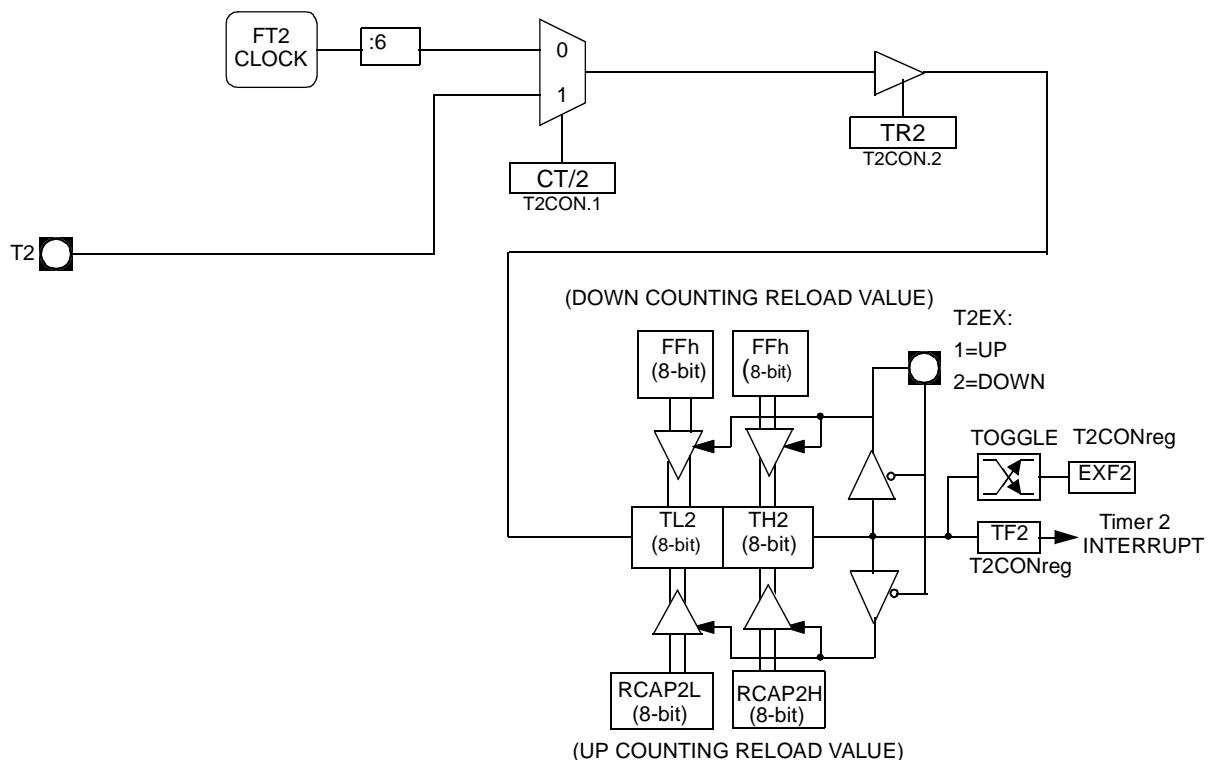 FT2
CLOCK
:6
0
1
TR2
T2CON.2
CT/2
T2CON.1
T2
(DOWN COUNTING RELOAD VALUE)
T2EX:
1=UP
2=DOWN
FFh
(8-bit)
FFh
(8-bit)
TOGGLE
T2CONreg
EXF2
TL2
(8-bit)
TH2
(8-bit)
TF2
T2CONreg
Timer 2
INTERRUPT
RCAP2L
(8-bit)
RCAP2H
(8-bit)
(UP COUNTING RELOAD VALUE)